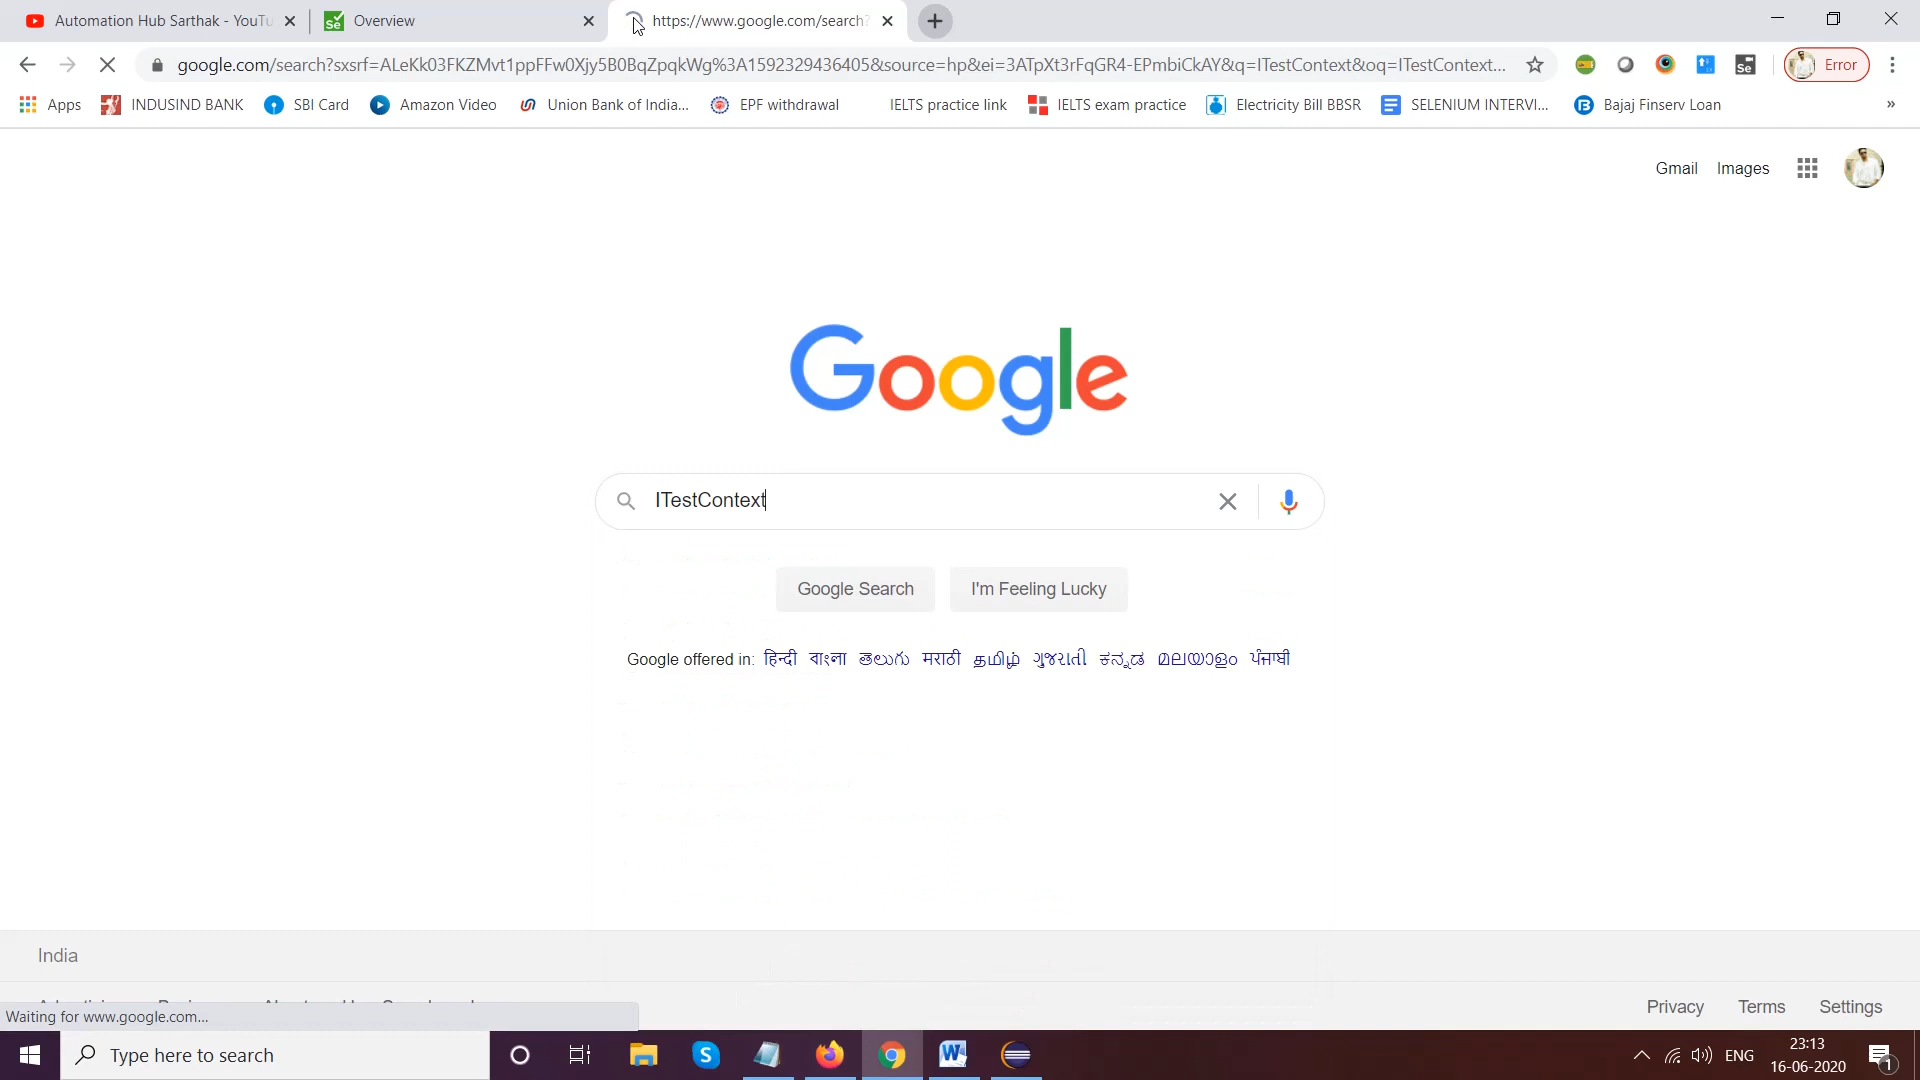 Automation Hub Sarthak - YouTu
Overview
https://www.google.com/search?
google.com/search?sxsrf=ALeKk03FKZMvt1ppFFw0Xjy5B0BqZpqkWg%3A1592329436405&source=hp&ei=3ATpXt3rFqGR4-EPmbiCkAY&q=ITestContext&oq=ITestContext...
Error
Apps
INDUSIND BANK
SBI Card
Amazon Video
Union Bank of India...
EPF withdrawal
IELTS practice link
IELTS exam practice
Electricity Bill BBSR
SELENIUM INTERVI...
Bajaj Finserv Loan
»
Gmail
Images
Google
ITestContext
Google Search
I'm Feeling Lucky
Google offered in: हिन्दी বাংলা తెలుగు मराठी தமிழ் ગુજરાતી ಕನ್ನಡ മലയാളം ਪੰਜਾਬੀ
India
Privacy
Terms
Settings
Waiting for www.google.com...
Type here to search
ENG
23:13
16-06-2020
1